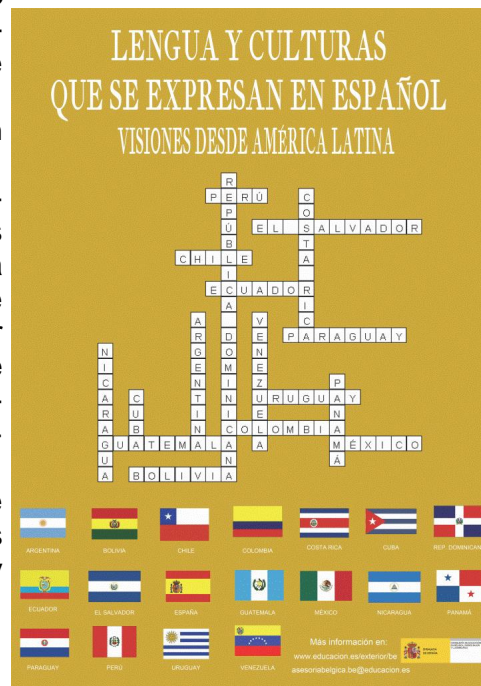 LENGUA Y CULTURAS
QUE SE EXPRESAN EN ESPAÑOL
VISIONES DESDE AMÉRICA LATINA
REPÚBLICA DOMINICANA
PERÚ
COSTA RICA
EL SALVADOR
CHILE
ECUADOR
ARGENTINA
VENEZUELA
PARAGUAY
NICARAGUA
PANAMÁ
CUBA
URUGUAY
COLOMBIA
GUATEMALA
MÉXICO
BOLIVIA
ARGENTINA
BOLIVIA
CHILE
COLOMBIA
COSTA RICA
CUBA
REP. DOMINICAN
ECUADOR
EL SALVADOR
ESPAÑA
GUATEMALA
MÉXICO
NICARAGUA
PANAMÁ
PARAGUAY
PERÚ
URUGUAY
VENEZUELA
Más información en:
www.educacion.es/exterior/be
asesoriabelgica.be@educacion.es